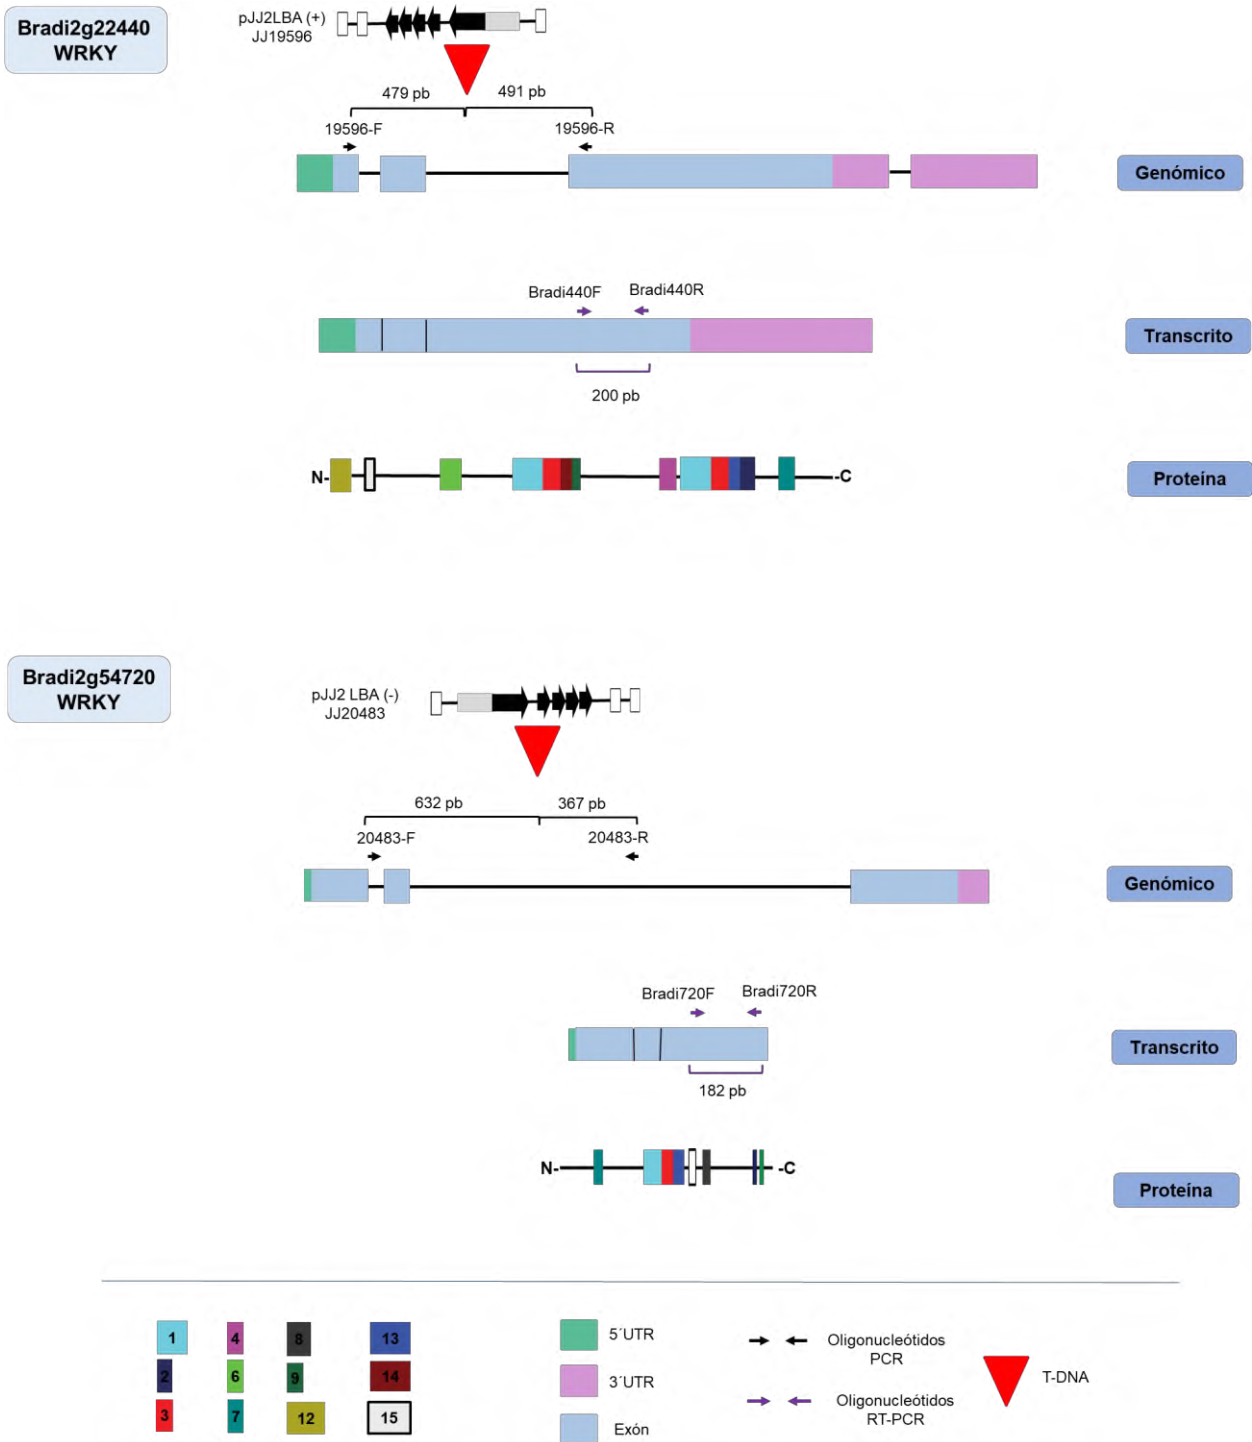 Bradi2g22440
WRKY
pJJ2LBA (+)
JJ19596
479 pb
491 pb
19596-F
19596-R
Genómico
Bradi440F
Bradi440R
Transcrito
200 pb
N-
-C
Proteína
Bradi2g54720
WRKY
pJJ2 LBA (-)
JJ20483
632 pb
367 pb
20483-F
20483-R
Genómico
Bradi720F
Bradi720R
Transcrito
182 pb
N-
-C
Proteína
1
4
8
13
2
6
9
14
3
7
12
15
5´UTR
3´UTR
Exón
Oligonucleótidos
PCR
Oligonucleótidos
RT-PCR
T-DNA